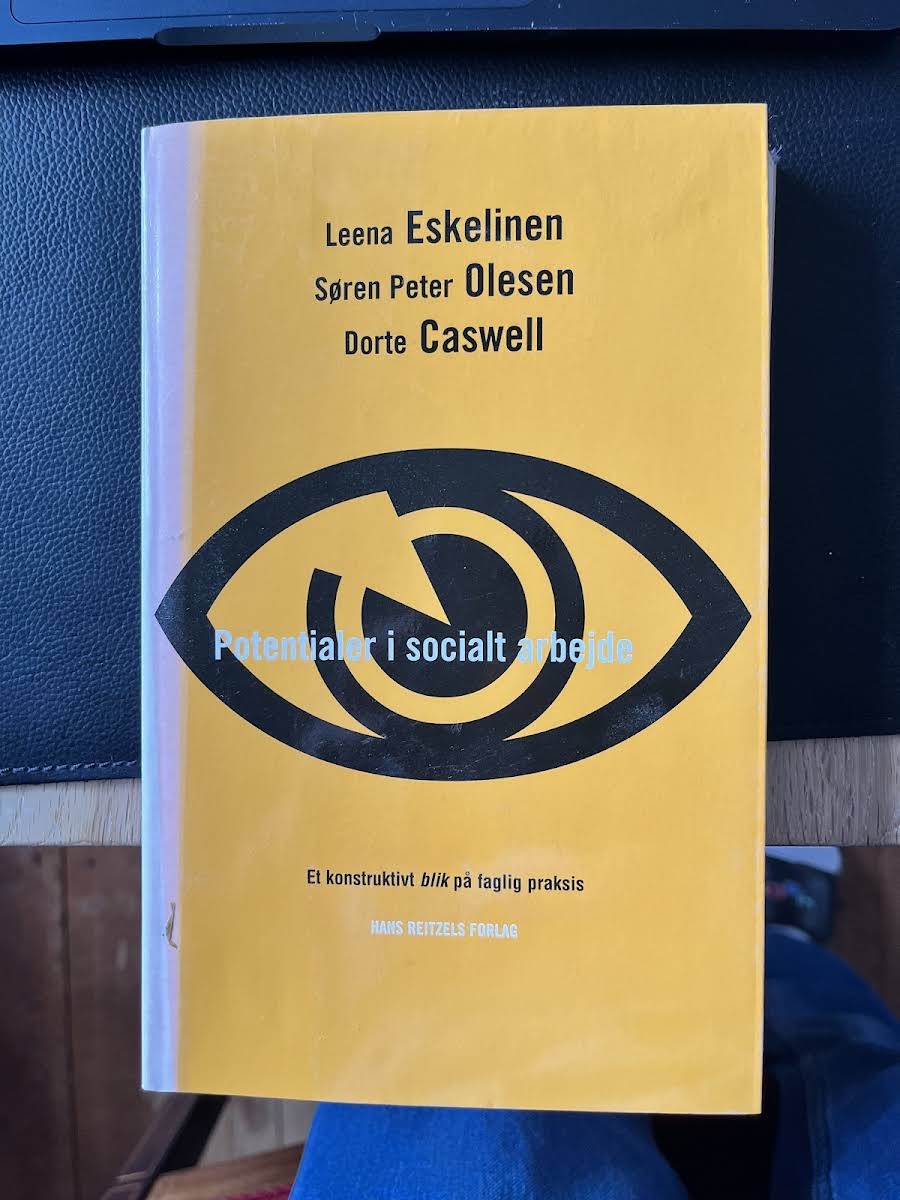 Leena Eskelinen
Søren Peter Olesen
Dorte Caswell
Potentialer i socialt arbejde
Et konstruktivt blik på faglig praksis
HANS REITZELS FORLAG